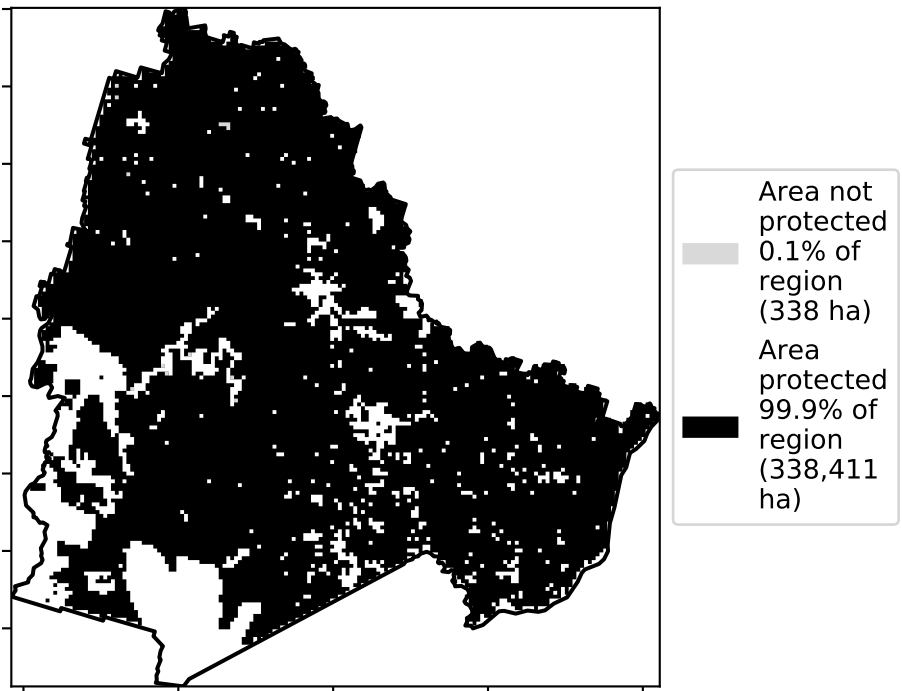 Area not
protected
0.1% of
region
(338 ha)
Area
protected
99.9% of
region
(338,411
ha)